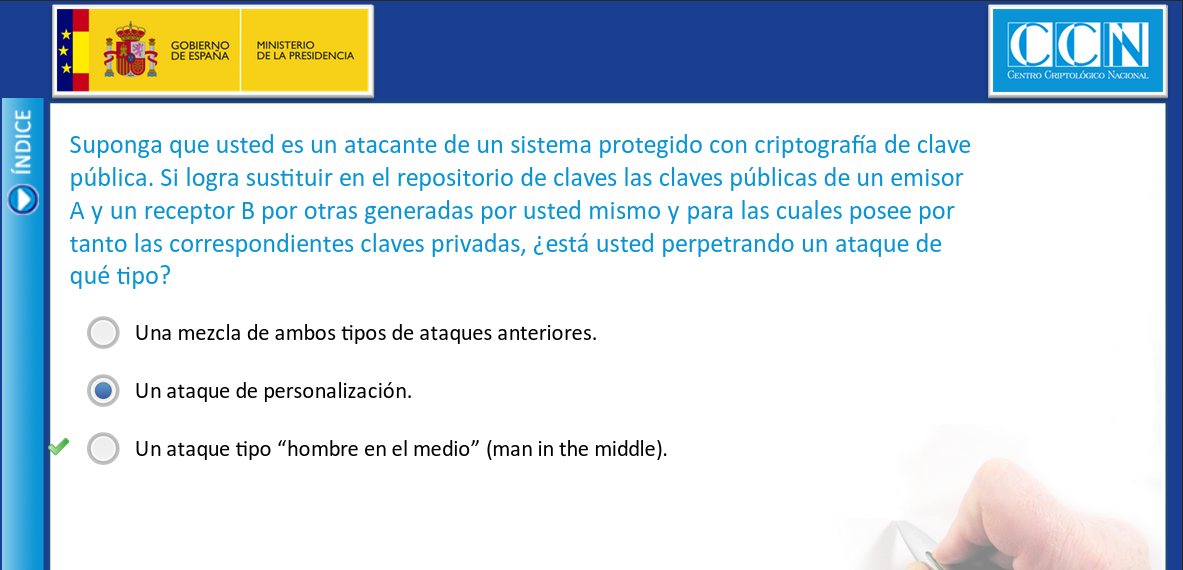 GOBIERNO
DE ESPAÑA
MINISTERIO
DE LA PRESIDENCIA
CCN
CENTRO CRIPTOLÓGICO NACIONAL
ÍNDICE
Suponga que usted es un atacante de un sistema protegido con criptografía de clave
pública. Si logra sustituir en el repositorio de claves las claves públicas de un emisor
A y un receptor B por otras generadas por usted mismo y para las cuales posee por
tanto las correspondientes claves privadas, ¿está usted perpetrando un ataque de
qué tipo?
Una mezcla de ambos tipos de ataques anteriores.
Un ataque de personalización.
Un ataque tipo “hombre en el medio” (man in the middle).